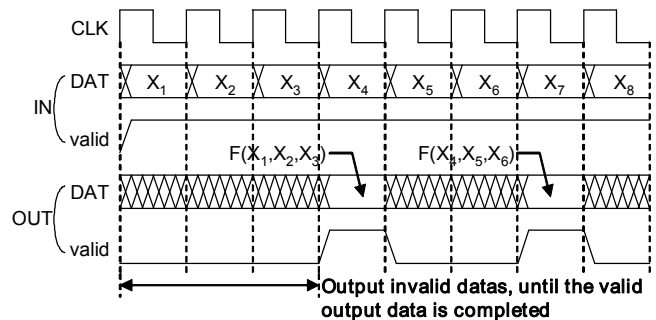 CLK
IN
DAT
X1 X2 X3 X4 X5 X6 X7 X8
valid
F(X1,X2,X3)
F(X4,X5,X6)
OUT
DAT
valid
Output invalid datas, until the valid
output data is completed